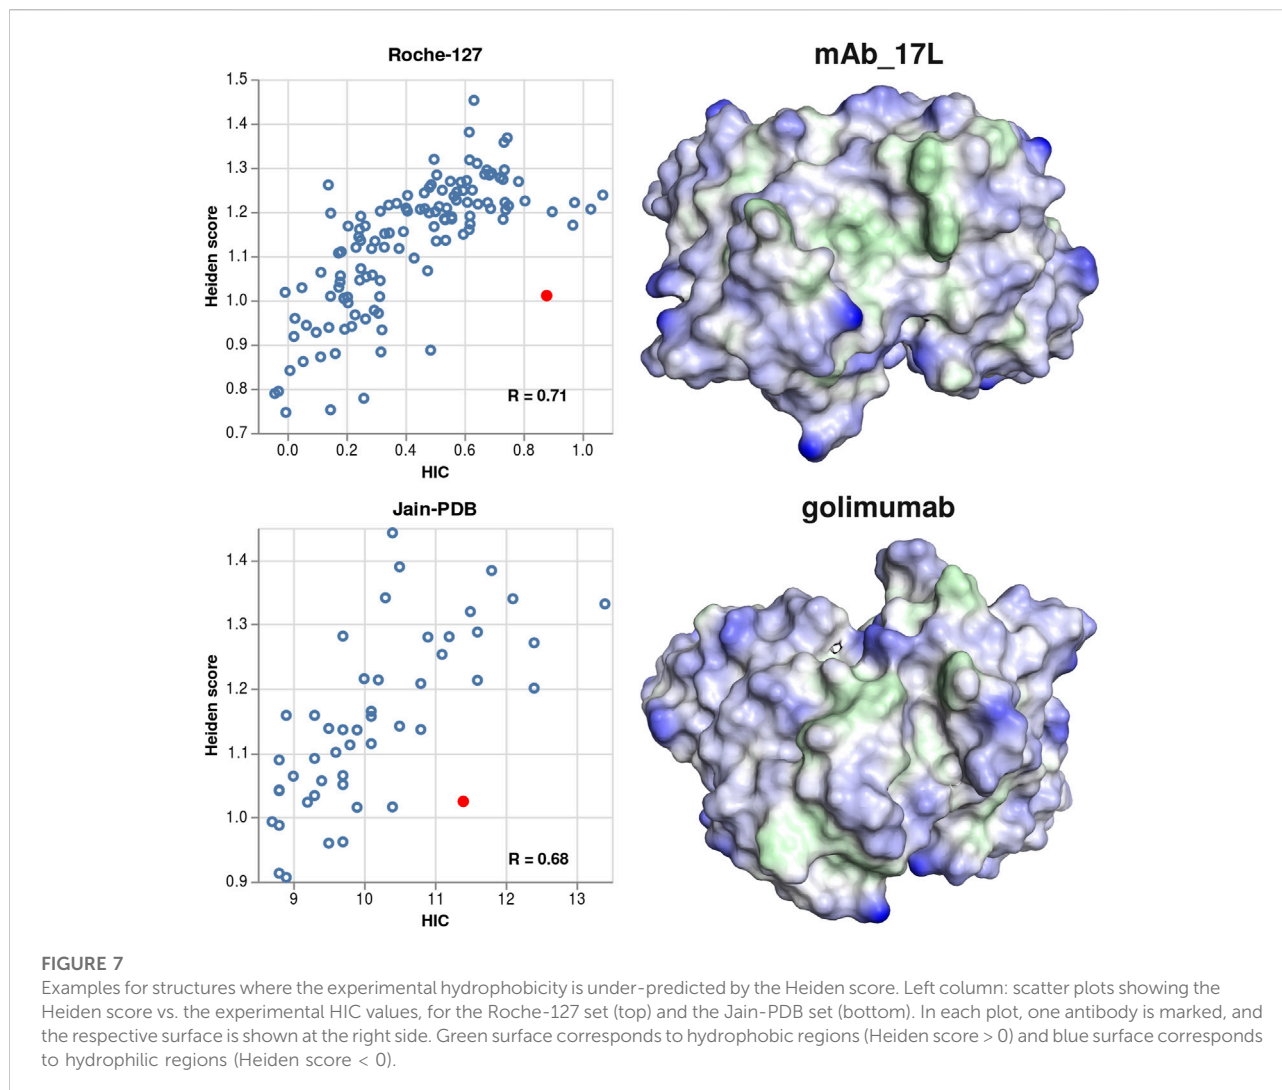 Roche-127
mAb_17L
1.5
1.4
1.3
1.2
1.1
1.0
0.9
0.8
0.7
Heiden score
R = 0.71
0.0 0.2 0.4 0.6 0.8 1.0
HIC
Jain-PDB
golimumab
1.4
1.3
1.2
1.1
1.0
0.9
Heiden score
R = 0.68
9 10 11 12 13
HIC
FIGURE 7
Examples for structures where the experimental hydrophobicity is under-predicted by the Heiden score. Left column: scatter plots showing the
Heiden score vs. the experimental HIC values, for the Roche-127 set (top) and the Jain-PDB set (bottom). In each plot, one antibody is marked, and
the respective surface is shown at the right side. Green surface corresponds to hydrophobic regions (Heiden score > 0) and blue surface corresponds
to hydrophilic regions (Heiden score < 0).